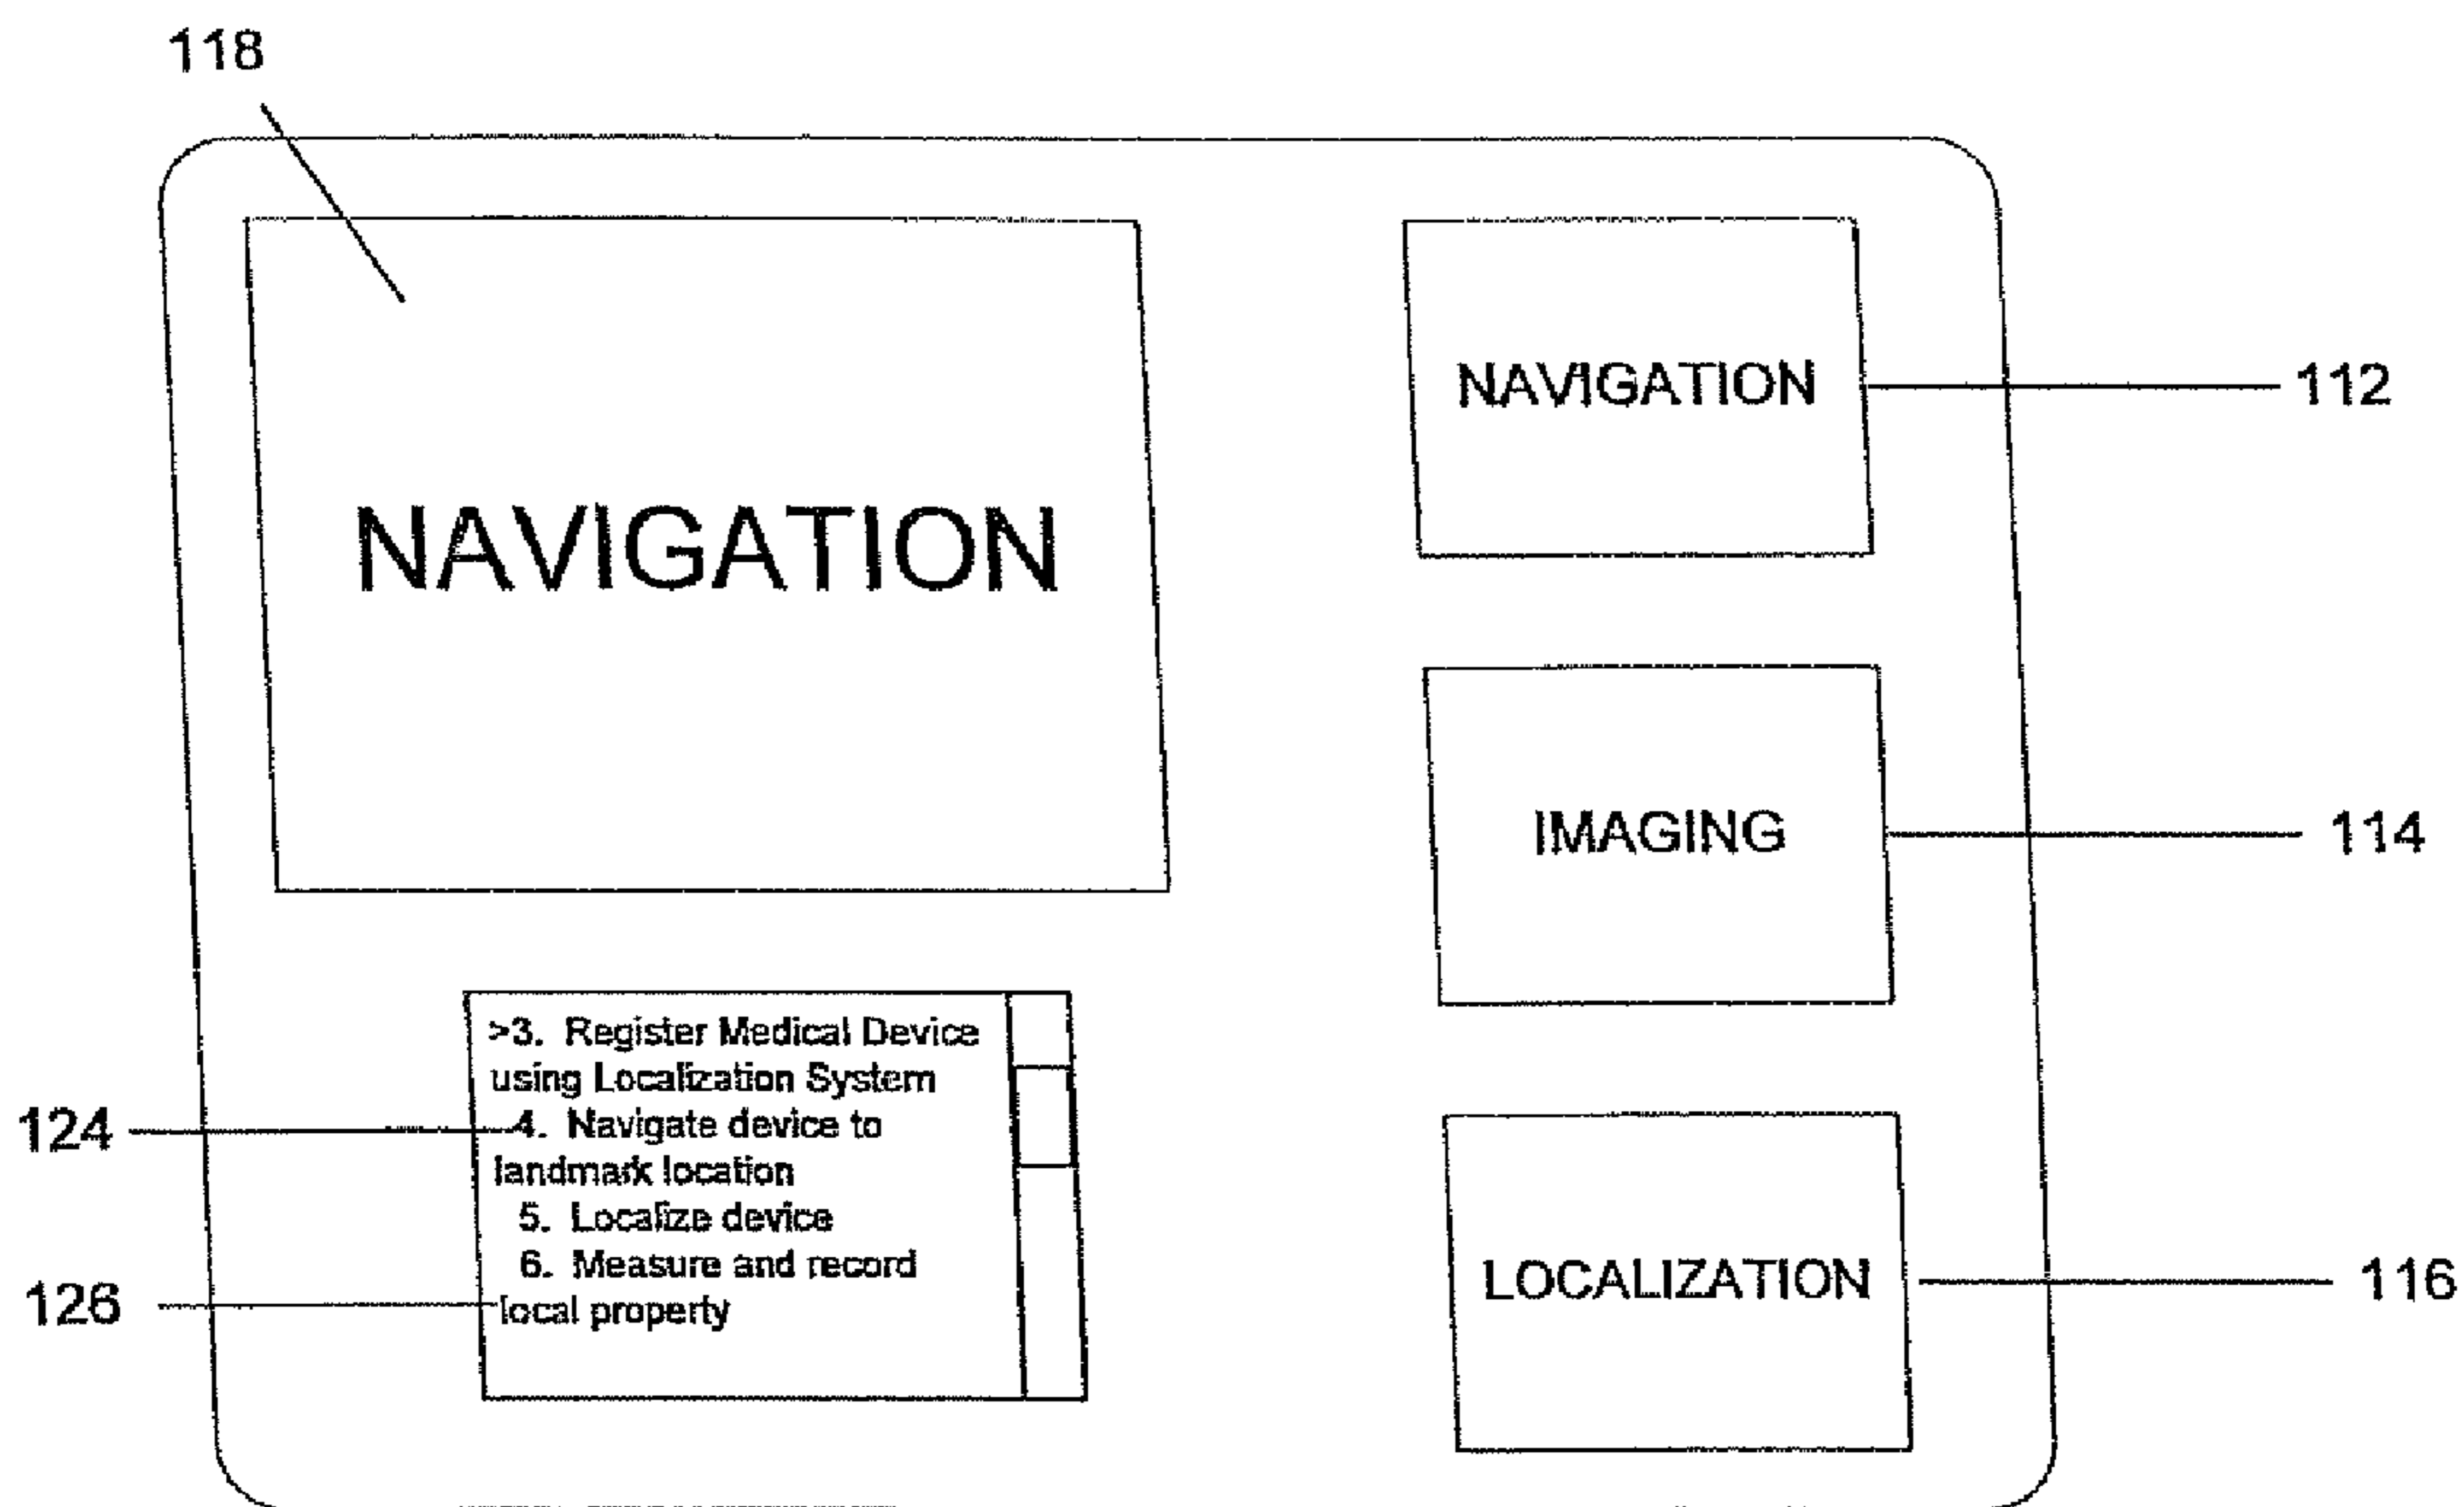 118
NAVIGATION
NAVIGATION
112
IMAGING
114
>3. Register Medical Device
using Localization System
124
4. Navigate device to
landmark location
5. Localize device
6. Measure and record
126
local property
LOCALIZATION
116